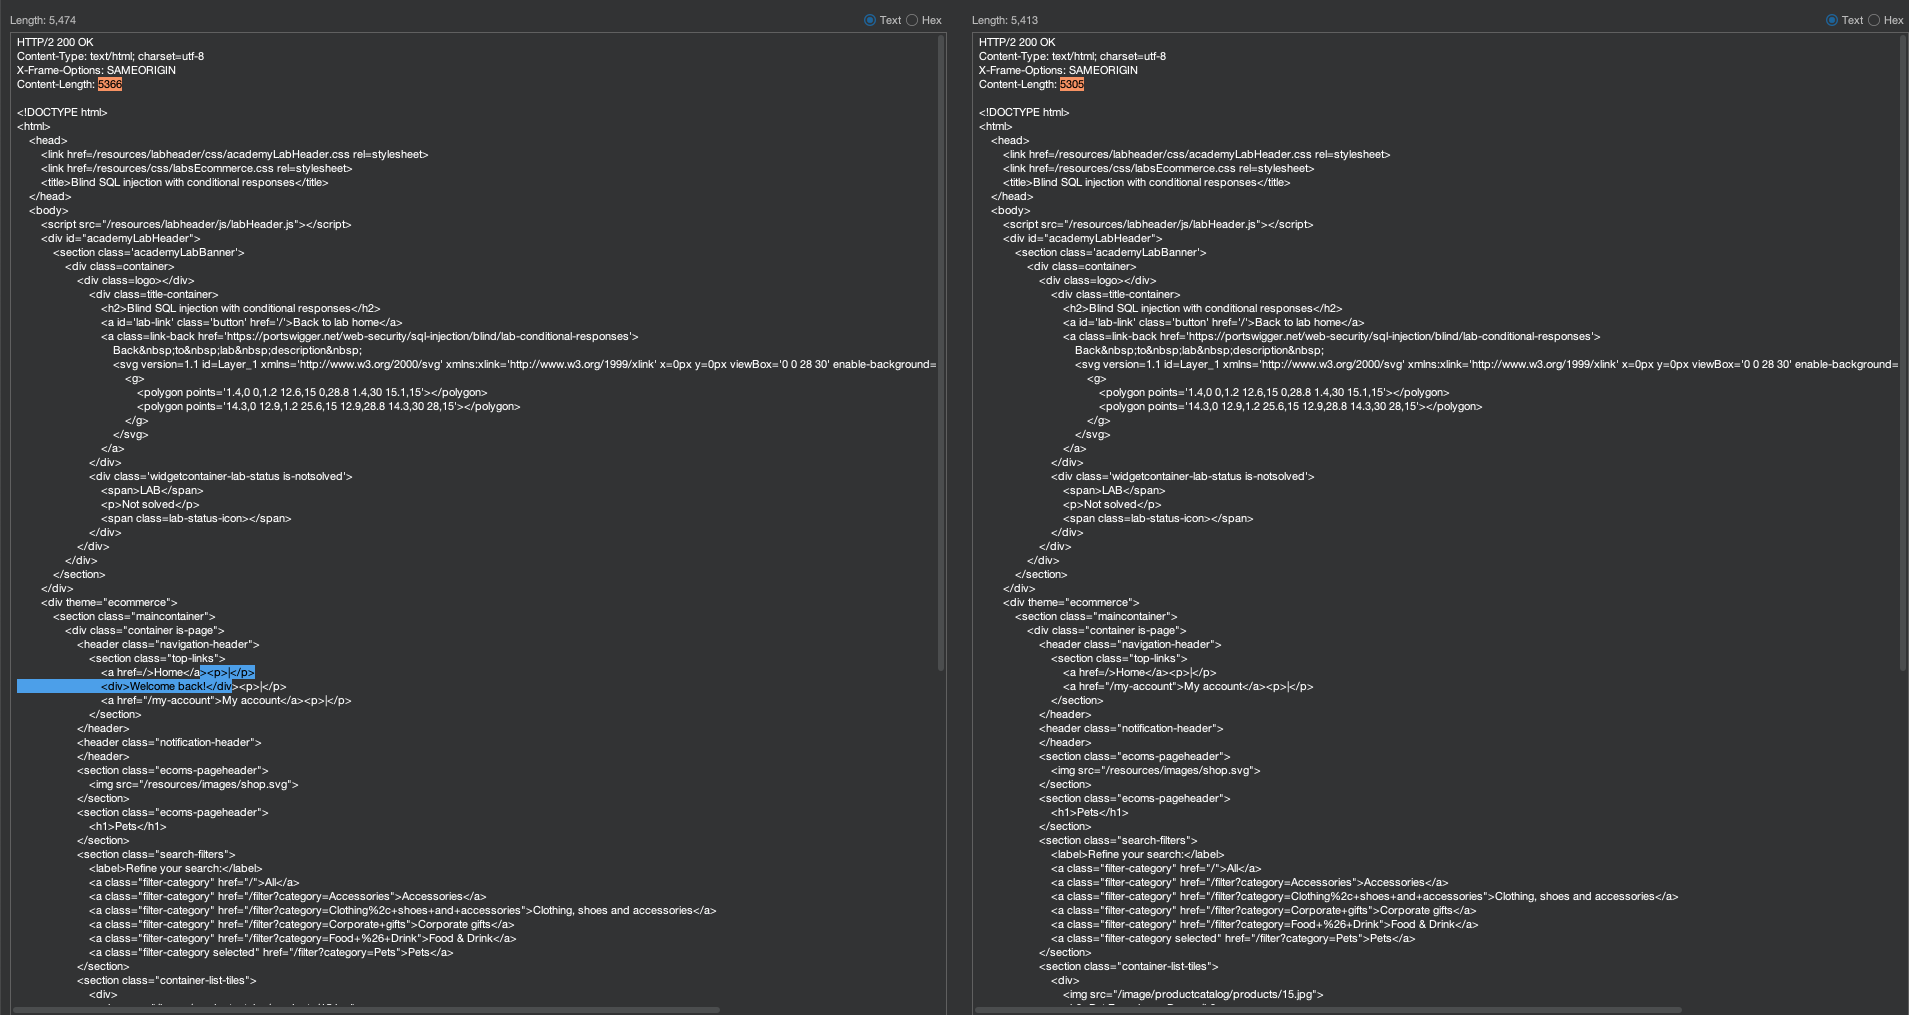 Length: 5,474
Text
Hex
HTTP/2 200 OK
Content-Type: text/html; charset=utf-8
X-Frame-Options: SAMEORIGIN
Content-Length: 5366
<!DOCTYPE html>
<html>
<head>
<link href=/resources/labheader/css/academyLabHeader.css rel=stylesheet>
<link href=/resources/css/labsEcommerce.css rel=stylesheet>
<title>Blind SQL injection with conditional responses</title>
</head>
<body>
<script src="/resources/labheader/js/labHeader.js"></script>
<div id="academyLabHeader">
<section class='academyLabBanner'>
<div class=container>
<div class=logo></div>
<div class=title-container>
<h2>Blind SQL injection with conditional responses</h2>
<a id='lab-link' class='button' href='/'>Back to lab home</a>
<a class=link-back href='https://portswigger.net/web-security/sql-injection/blind/lab-conditional-responses'>
Back&nbsp;to&nbsp;lab&nbsp;description&nbsp;
<svg version=1.1 id=Layer_1 xmlns='http://www.w3.org/2000/svg' xmlns:xlink='http://www.w3.org/1999/xlink' x=0px y=0px viewBox='0 0 28 30' enable-background=
<g>
<polygon points='1.4,0 0,1.2 12.6,15 0,28.8 1.4,30 15.1,15'></polygon>
<polygon points='14.3,0 12.9,1.2 25.6,15 12.9,28.8 14.3,30 28,15'></polygon>
</g>
</svg>
</a>
</div>
<div class='widgetcontainer-lab-status is-notsolved'>
<span>LAB</span>
<p>Not solved</p>
<span class=lab-status-icon></span>
</div>
</div>
</div>
</section>
</div>
<div theme="ecommerce">
<section class="maincontainer">
<div class="container is-page">
<header class="navigation-header">
<section class="top-links">
<a href=/>Home</a><p>|</p>
<div>Welcome back!</div><p>|</p>
<a href="/my-account">My account</a><p>|</p>
</section>
</header>
<header class="notification-header">
</header>
<section class="ecoms-pageheader">
<img src="/resources/images/shop.svg">
</section>
<section class="ecoms-pageheader">
<h1>Pets</h1>
</section>
<section class="search-filters">
<label>Refine your search:</label>
<a class="filter-category" href="/">All</a>
<a class="filter-category" href="/filter?category=Accessories">Accessories</a>
<a class="filter-category" href="/filter?category=Clothing%2c+shoes+and+accessories">Clothing, shoes and accessories</a>
<a class="filter-category" href="/filter?category=Corporate+gifts">Corporate gifts</a>
<a class="filter-category" href="/filter?category=Food+%26+Drink">Food & Drink</a>
<a class="filter-category selected" href="/filter?category=Pets">Pets</a>
</section>
<section class="container-list-tiles">
<div>
Length: 5,413
Text
Hex
HTTP/2 200 OK
Content-Type: text/html; charset=utf-8
X-Frame-Options: SAMEORIGIN
Content-Length: 5305
<!DOCTYPE html>
<html>
<head>
<link href=/resources/labheader/css/academyLabHeader.css rel=stylesheet>
<link href=/resources/css/labsEcommerce.css rel=stylesheet>
<title>Blind SQL injection with conditional responses</title>
</head>
<body>
<script src="/resources/labheader/js/labHeader.js"></script>
<div id="academyLabHeader">
<section class='academyLabBanner'>
<div class=container>
<div class=logo></div>
<div class=title-container>
<h2>Blind SQL injection with conditional responses</h2>
<a id='lab-link' class='button' href='/'>Back to lab home</a>
<a class=link-back href='https://portswigger.net/web-security/sql-injection/blind/lab-conditional-responses'>
Back&nbsp;to&nbsp;lab&nbsp;description&nbsp;
<svg version=1.1 id=Layer_1 xmlns='http://www.w3.org/2000/svg' xmlns:xlink='http://www.w3.org/1999/xlink' x=0px y=0px viewBox='0 0 28 30' enable-background=
<g>
<polygon points='1.4,0 0,1.2 12.6,15 0,28.8 1.4,30 15.1,15'></polygon>
<polygon points='14.3,0 12.9,1.2 25.6,15 12.9,28.8 14.3,30 28,15'></polygon>
</g>
</svg>
</a>
</div>
<div class='widgetcontainer-lab-status is-notsolved'>
<span>LAB</span>
<p>Not solved</p>
<span class=lab-status-icon></span>
</div>
</div>
</div>
</section>
</div>
<div theme="ecommerce">
<section class="maincontainer">
<div class="container is-page">
<header class="navigation-header">
<section class="top-links">
<a href=/>Home</a><p>|</p>
<a href="/my-account">My account</a><p>|</p>
</section>
</header>
<header class="notification-header">
</header>
<section class="ecoms-pageheader">
<img src="/resources/images/shop.svg">
</section>
<section class="ecoms-pageheader">
<h1>Pets</h1>
</section>
<section class="search-filters">
<label>Refine your search:</label>
<a class="filter-category" href="/">All</a>
<a class="filter-category" href="/filter?category=Accessories">Accessories</a>
<a class="filter-category" href="/filter?category=Clothing%2c+shoes+and+accessories">Clothing, shoes and accessories</a>
<a class="filter-category" href="/filter?category=Corporate+gifts">Corporate gifts</a>
<a class="filter-category" href="/filter?category=Food+%26+Drink">Food & Drink</a>
<a class="filter-category selected" href="/filter?category=Pets">Pets</a>
</section>
<section class="container-list-tiles">
<div>
<img src="/image/productcatalog/products/15.jpg">